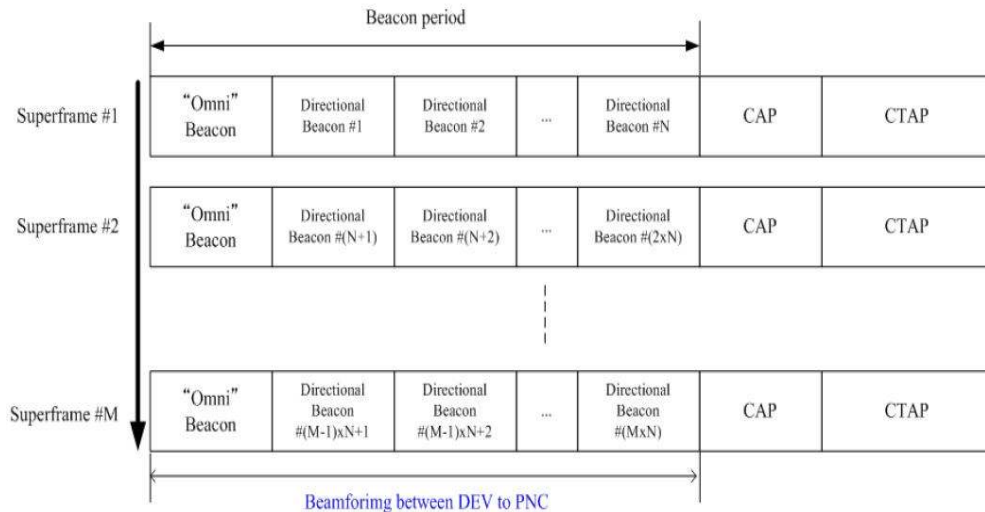 Beacon period
Superframe #1
“Omni”
Beacon
Directional
Beacon #1
Directional
Beacon #2
...
Directional
Beacon #N
CAP
CTAP
Superframe #2
“Omni”
Beacon
Directional
Beacon #(N+1)
Directional
Beacon #(N+2)
...
Directional
Beacon #(2xN)
CAP
CTAP
Superframe #M
“Omni”
Beacon
Directional
Beacon
#(M-1)xN+1
Directional
Beacon
#(M-1)xN+2
...
Directional
Beacon
#(MxN)
CAP
CTAP
Beamforimg between DEV to PNC